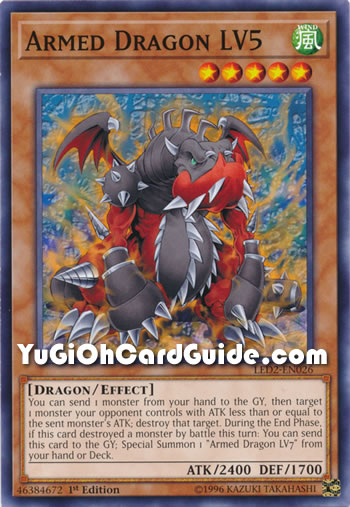 ARMED DRAGON LV5
WIND
風
YuGiOhCardGuide.com
LED2-EN026
[DRAGON/EFFECT]
You can send 1 monster from your hand to the GY, then target
1 monster your opponent controls with ATK less than or equal to
the sent monster's ATK; destroy that target. During the End Phase,
if this card destroyed a monster by battle this turn: You can send
this card to the GY; Special Summon 1 "Armed Dragon LV7" from
your hand or Deck.
ATK/2400 DEF/1700
46384672 1st Edition ©1996 KAZUKI TAKAHASHI